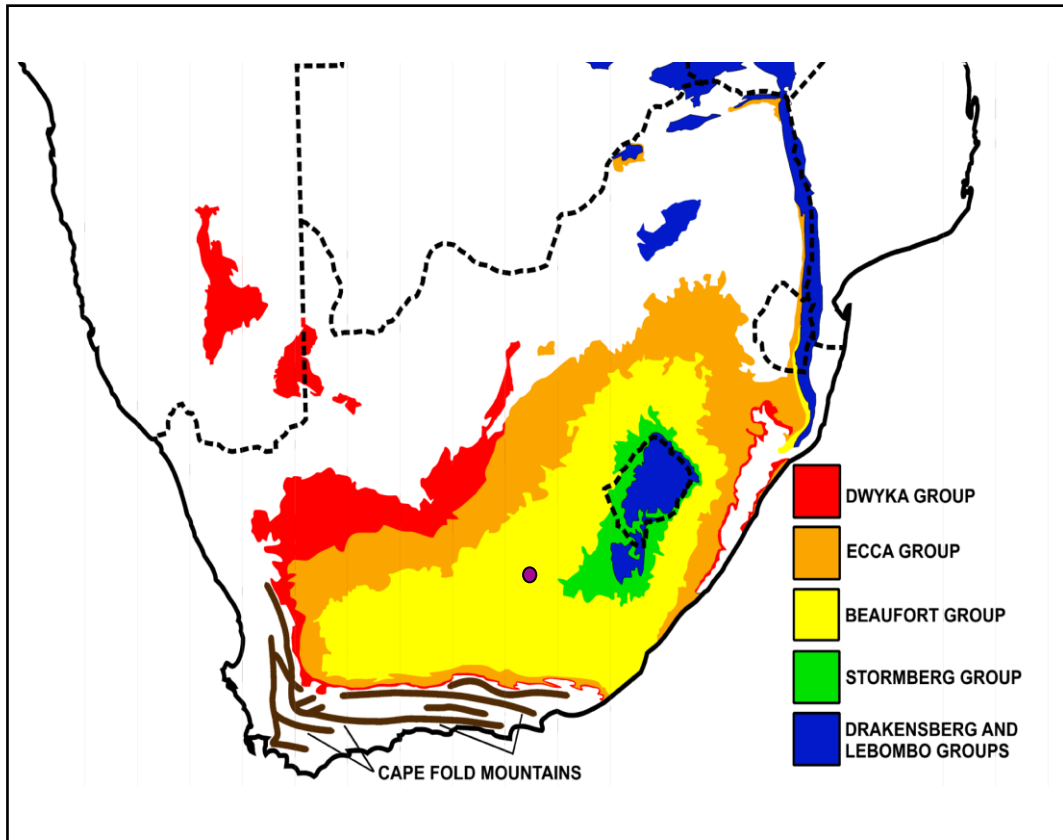 DWYKA GROUP
ECCA GROUP
BEAUFORT GROUP
STORMBERG GROUP
DRAKENSBERG AND
LEBOMBO GROUPS
CAPE FOLD MOUNTAINS